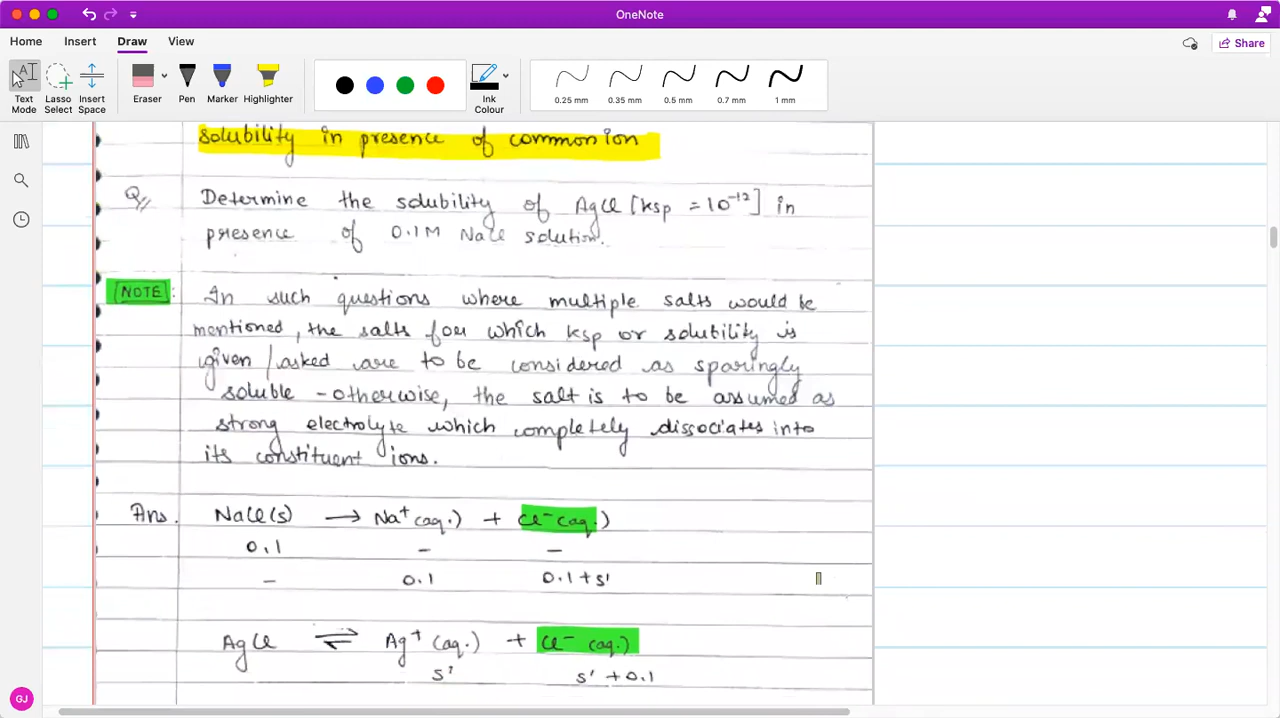 OneNote
Home Insert Draw View
Share
Text Mode
Lasso Select
Insert Space
Eraser
Pen
Marker
Highlighter
Ink Colour
0.25 mm
0.35 mm
0.5 mm
0.7 mm
1 mm
solubility in presence of common ion
Q// Determine the solubility of AgCl [ksp = 10⁻¹²] in
presence of 0.1M NaCl solution.
[NOTE]: In such questions where multiple salts would be
mentioned, the salts for which ksp or solubility is
given / asked are to be considered as sparingly
soluble - otherwise, the salt is to be assumed as
strong electrolyte which completely dissociates into
its constituent ions.
Ans. NaCl(s) → Na⁺(aq.) + Cl⁻(aq.)
0.1 – –
– 0.1 0.1+s'
AgCl ⇌ Ag⁺(aq.) + Cl⁻(aq.)
s' s'+0.1
GJ